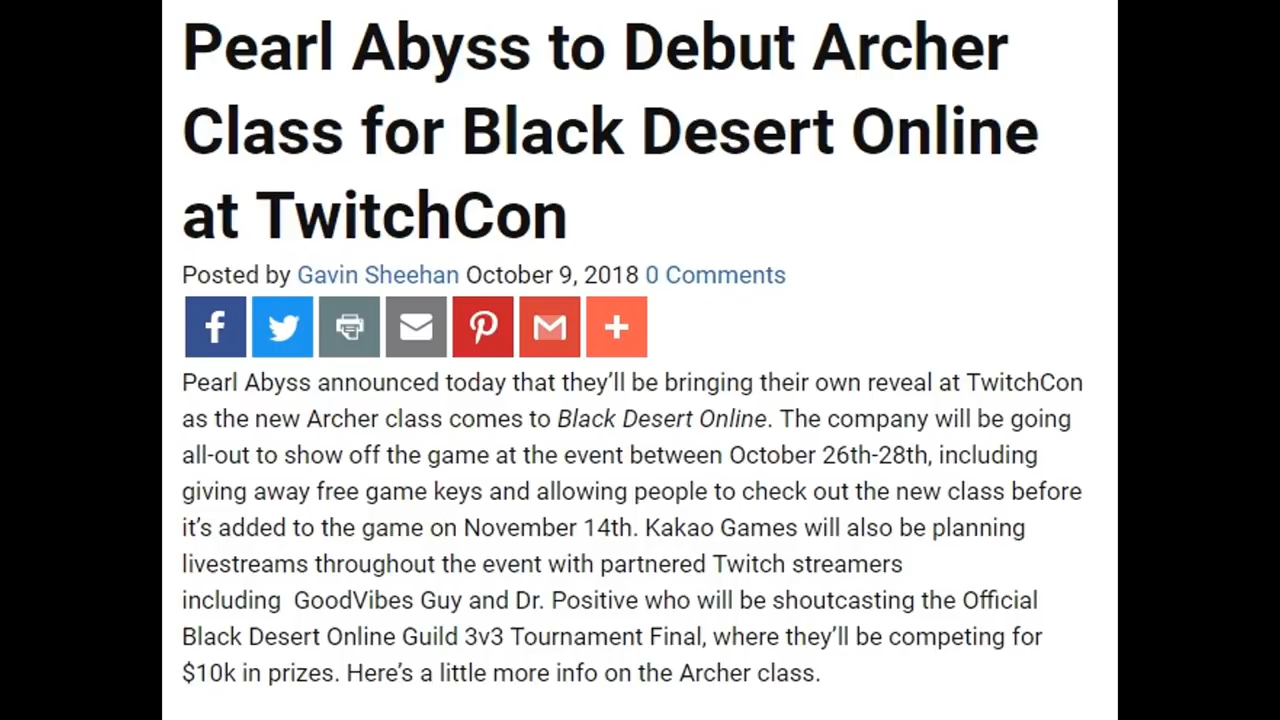 Pearl Abyss to Debut Archer
Class for Black Desert Online
at TwitchCon
Posted by Gavin Sheehan October 9, 2018 0 Comments
Pearl Abyss announced today that they’ll be bringing their own reveal at TwitchCon
as the new Archer class comes to Black Desert Online. The company will be going
all-out to show off the game at the event between October 26th-28th, including
giving away free game keys and allowing people to check out the new class before
it’s added to the game on November 14th. Kakao Games will also be planning
livestreams throughout the event with partnered Twitch streamers
including  GoodVibes Guy and Dr. Positive who will be shoutcasting the Official
Black Desert Online Guild 3v3 Tournament Final, where they’ll be competing for
$10k in prizes. Here’s a little more info on the Archer class.